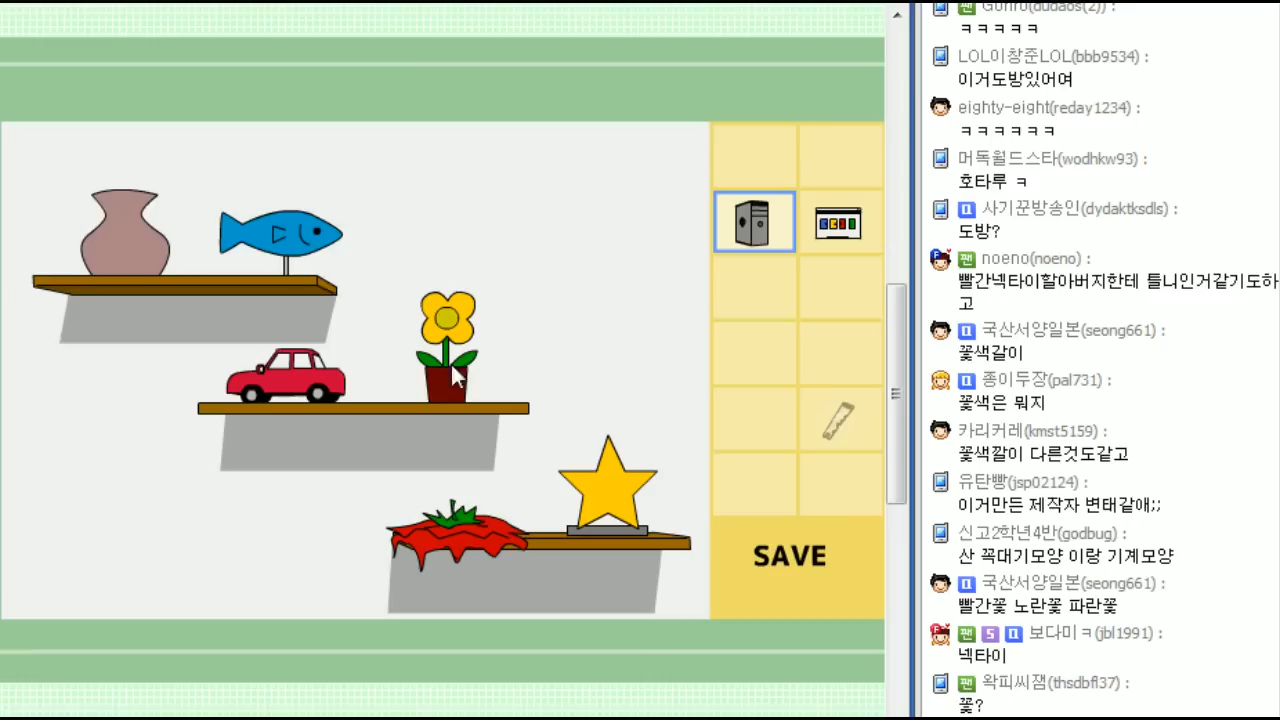 SAVE
Gonro(dudaos(2)) :
ㅋㅋㅋㅋㅋ
LOL이창준LOL(bbb9534) :
이거도방있어여
eighty-eight(reday1234) :
ㅋㅋㅋㅋㅋㅋ
머독월드스타(wodhkw93) :
호타루 ㅋ
사기꾼방송인(dydaktksdls) :
도방?
팬 noeno(noeno) :
빨간넥타이할아버지한테 틀니인거같기도하
고
국산서양일본(seong661) :
꽃색갈이
종이두장(pal731) :
꽃색은 뭐지
카리커레(kmst5159) :
꽃색깔이 다른것도같고
유탄빵(jsp02124) :
이거만든 제작자 변태같애;;
신고2학년4반(godbug) :
산 꼭대기모양 이랑 기계모양
국산서양일본(seong661) :
빨간꽃 노란꽃 파란꽃
팬 S 보다미ㅋ(jbl1991) :
넥타이
팬 왁피씨잼(thsdbfl37) :
꽃?